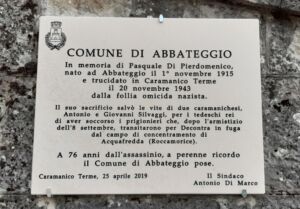 COMUNE DI ABBATEGGIO
In memoria di Pasquale Di Pierdomenico,
nato ad Abbateggio il 1° novembre 1915
e trucidato in Caramanico Terme
il 20 novembre 1943
dalla follia omicida nazista.
Il suo sacrificio salvò le vite di due caramanichesi,
Antonio e Giovanni Silvaggi, per i tedeschi rei
di aver soccorso i prigionieri che, dopo l'armistizio
dell'8 settembre, transitarono per Decontra in fuga
dal campo di concentramento di
Acquafredda (Roccamorice).
A 76 anni dall'assassinio, a perenne ricordo
il Comune di Abbateggio pose.
Caramanico Terme, 25 aprile 2019
Il Sindaco
Antonio Di Marco